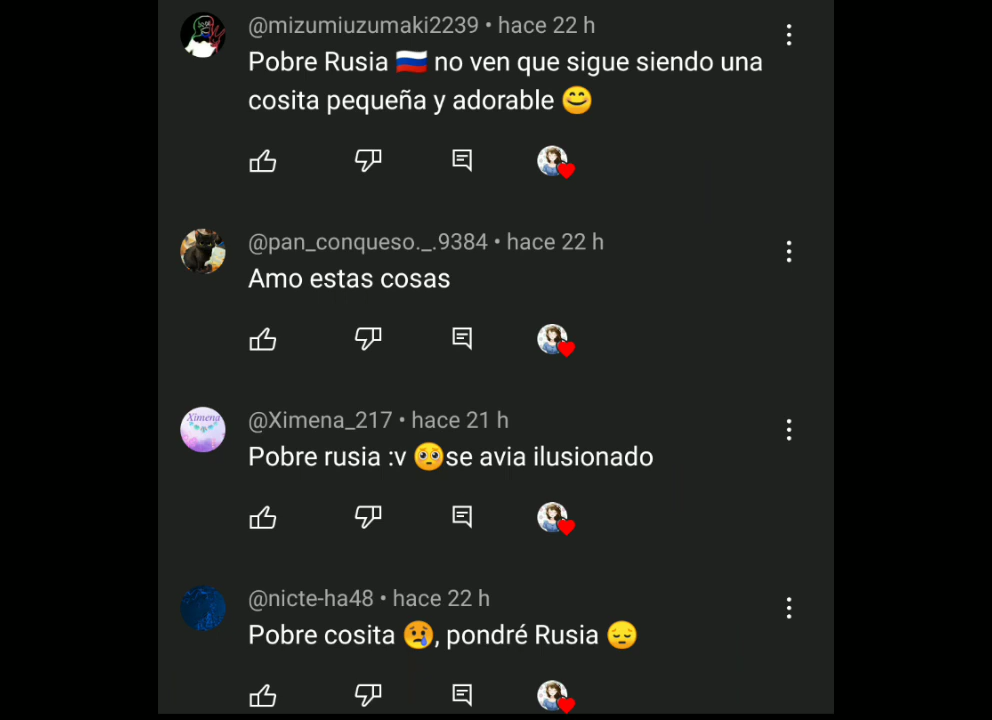 @mizumiuzumaki2239 • hace 22 h
Pobre Rusia 🇷🇺 no ven que sigue siendo una
cosita pequeña y adorable 😊
@pan_conqueso._.9384 • hace 22 h
Amo estas cosas
Ximena
@Ximena_217 • hace 21 h
Pobre rusia :v 🥺se avia ilusionado
@nicte-ha48 • hace 22 h
Pobre cosita 😢, pondré Rusia 😔